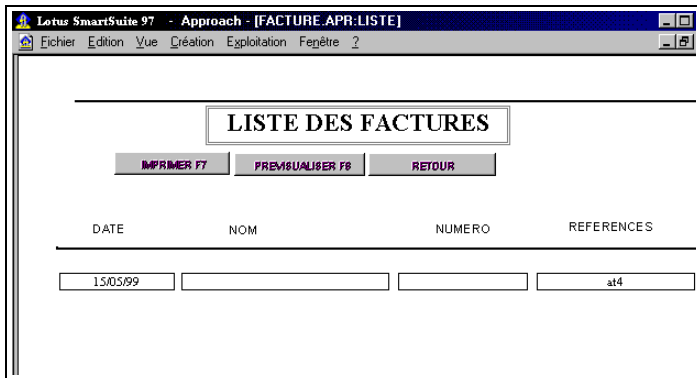 Lotus SmartSuite 97 - Approach - [FACTURE.APR:LISTE]
Fichier Edition Vue Création Exploitation Fenêtre ?
LISTE DES FACTURES
IMPRIMER F7 PREVISUALISER F8 RETOUR
DATE NOM NUMERO REFERENCES
15/05/99 at4